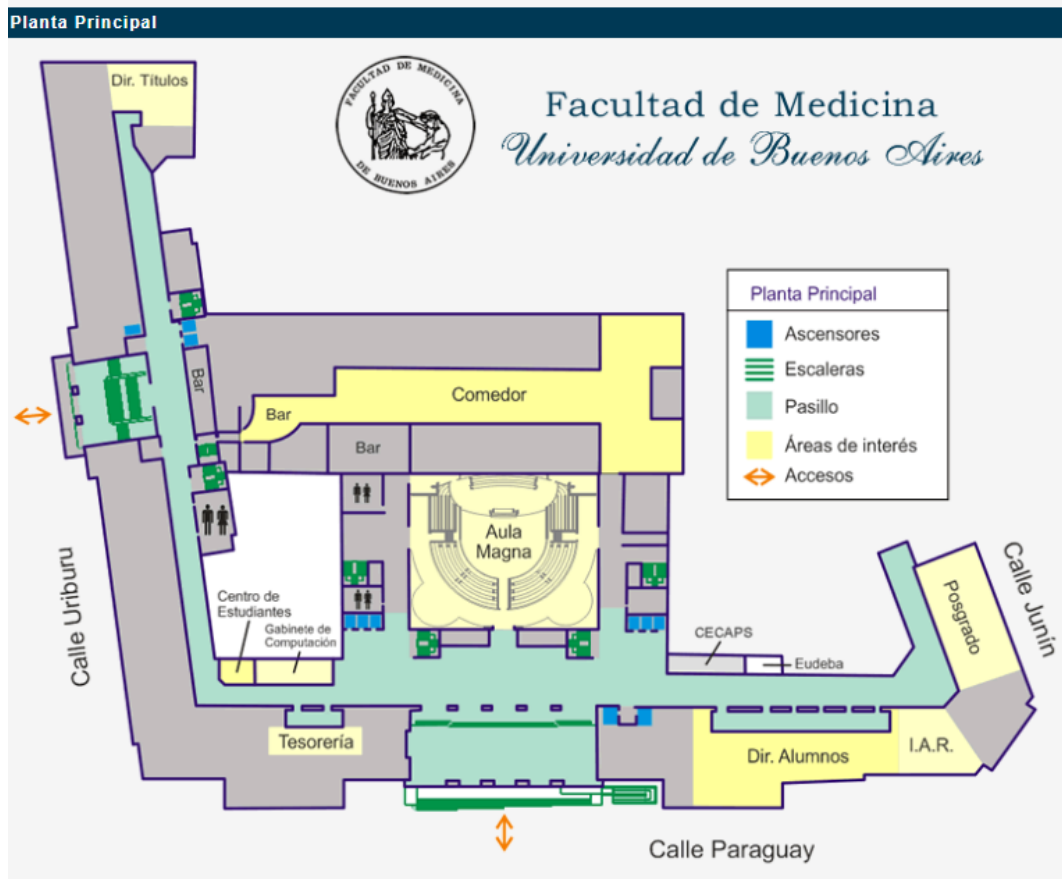 Planta Principal
Dir. Títulos
FACULTAD DE MEDICINA
DE BUENOS AIRES
Facultad de Medicina
Universidad de Buenos Aires
Planta Principal
Ascensores
Escaleras
Pasillo
Áreas de interés
Accesos
Bar
Bar
Comedor
Bar
Aula
Magna
Calle Uriburu
Centro de
Estudiantes
Gabinete de
Computación
CECAPS
Eudeba
Posgrado
Calle Junín
Tesorería
Dir. Alumnos
I.A.R.
Calle Paraguay